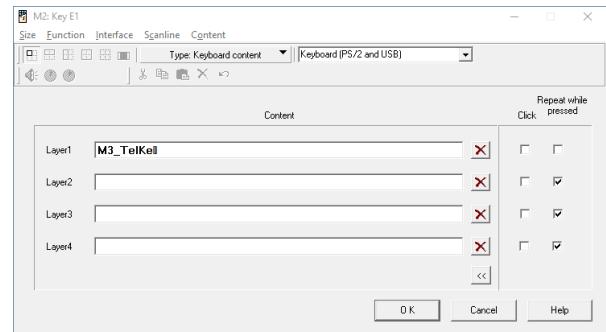 M2: Key E1
Size Function Interface Scanline Content
Type: Keyboard content Keyboard (PS/2 and USB)
Content Click Repeat while pressed
Layer1
Layer2
Layer3
Layer4
<<
OK Cancel Help